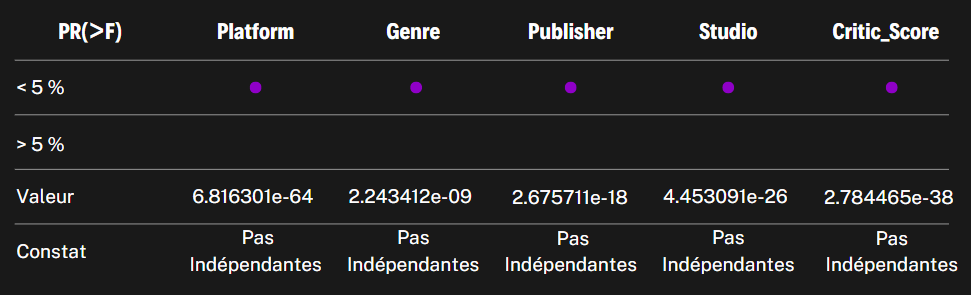 PR(>F) Platform Genre Publisher Studio Critic_Score
< 5 %
> 5 %
Valeur 6.816301e-64 2.243412e-09 2.675711e-18 4.453091e-26 2.784465e-38
Constat Pas Indépendantes Pas Indépendantes Pas Indépendantes Pas Indépendantes Pas Indépendantes